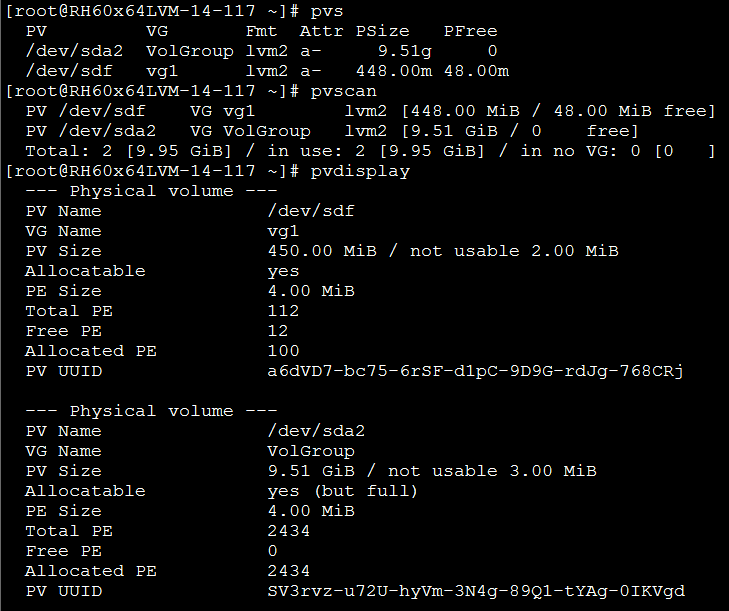 [root@RH60x64LVM-14-117 ~]# pvs
  PV         VG       Fmt  Attr PSize   PFree
  /dev/sda2  VolGroup lvm2 a-     9.51g     0
  /dev/sdf   vg1      lvm2 a-   448.00m 48.00m
[root@RH60x64LVM-14-117 ~]# pvscan
  PV /dev/sdf    VG vg1        lvm2 [448.00 MiB / 48.00 MiB free]
  PV /dev/sda2   VG VolGroup   lvm2 [9.51 GiB / 0    free]
  Total: 2 [9.95 GiB] / in use: 2 [9.95 GiB] / in no VG: 0 [0   ]
[root@RH60x64LVM-14-117 ~]# pvdisplay
  --- Physical volume ---
  PV Name               /dev/sdf
  VG Name               vg1
  PV Size               450.00 MiB / not usable 2.00 MiB
  Allocatable           yes
  PE Size               4.00 MiB
  Total PE              112
  Free PE               12
  Allocated PE          100
  PV UUID               a6dVD7-bc75-6rSF-d1pC-9D9G-rdJg-768CRj

  --- Physical volume ---
  PV Name               /dev/sda2
  VG Name               VolGroup
  PV Size               9.51 GiB / not usable 3.00 MiB
  Allocatable           yes (but full)
  PE Size               4.00 MiB
  Total PE              2434
  Free PE               0
  Allocated PE          2434
  PV UUID               SV3rvz-u72U-hyVm-3N4g-89Q1-tYAg-0IKVgd